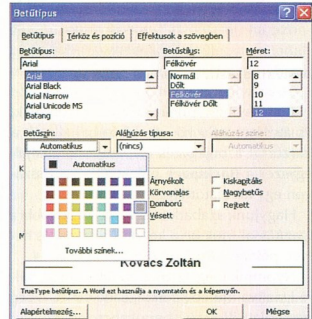 Betűtípus
Betűtípus Térköz és pozíció Effektusok a szövegben
Betűtípus: Betűstílus: Méret:
Arial Félkövér 12
Arial Normál 8
Arial Black Dőlt 9
Arial Narrow Félkövér 10
Arial Unicode MS Félkövér Dőlt 11
Batang 12
Betűszín: Aláhúzás típusa: Aláhúzás színe:
Automatikus (nincs) Automatikus
Automatikus
K
Árnyékolt Kiskapitális
Körvonalas Nagybetűs
Domború Rejtett
Vésett
M
További színek...
Kovács Zoltán
TrueType betűtípus. A Word ezt használja a nyomtatón és a képernyőn.
Alapértelmezés... OK Mégse